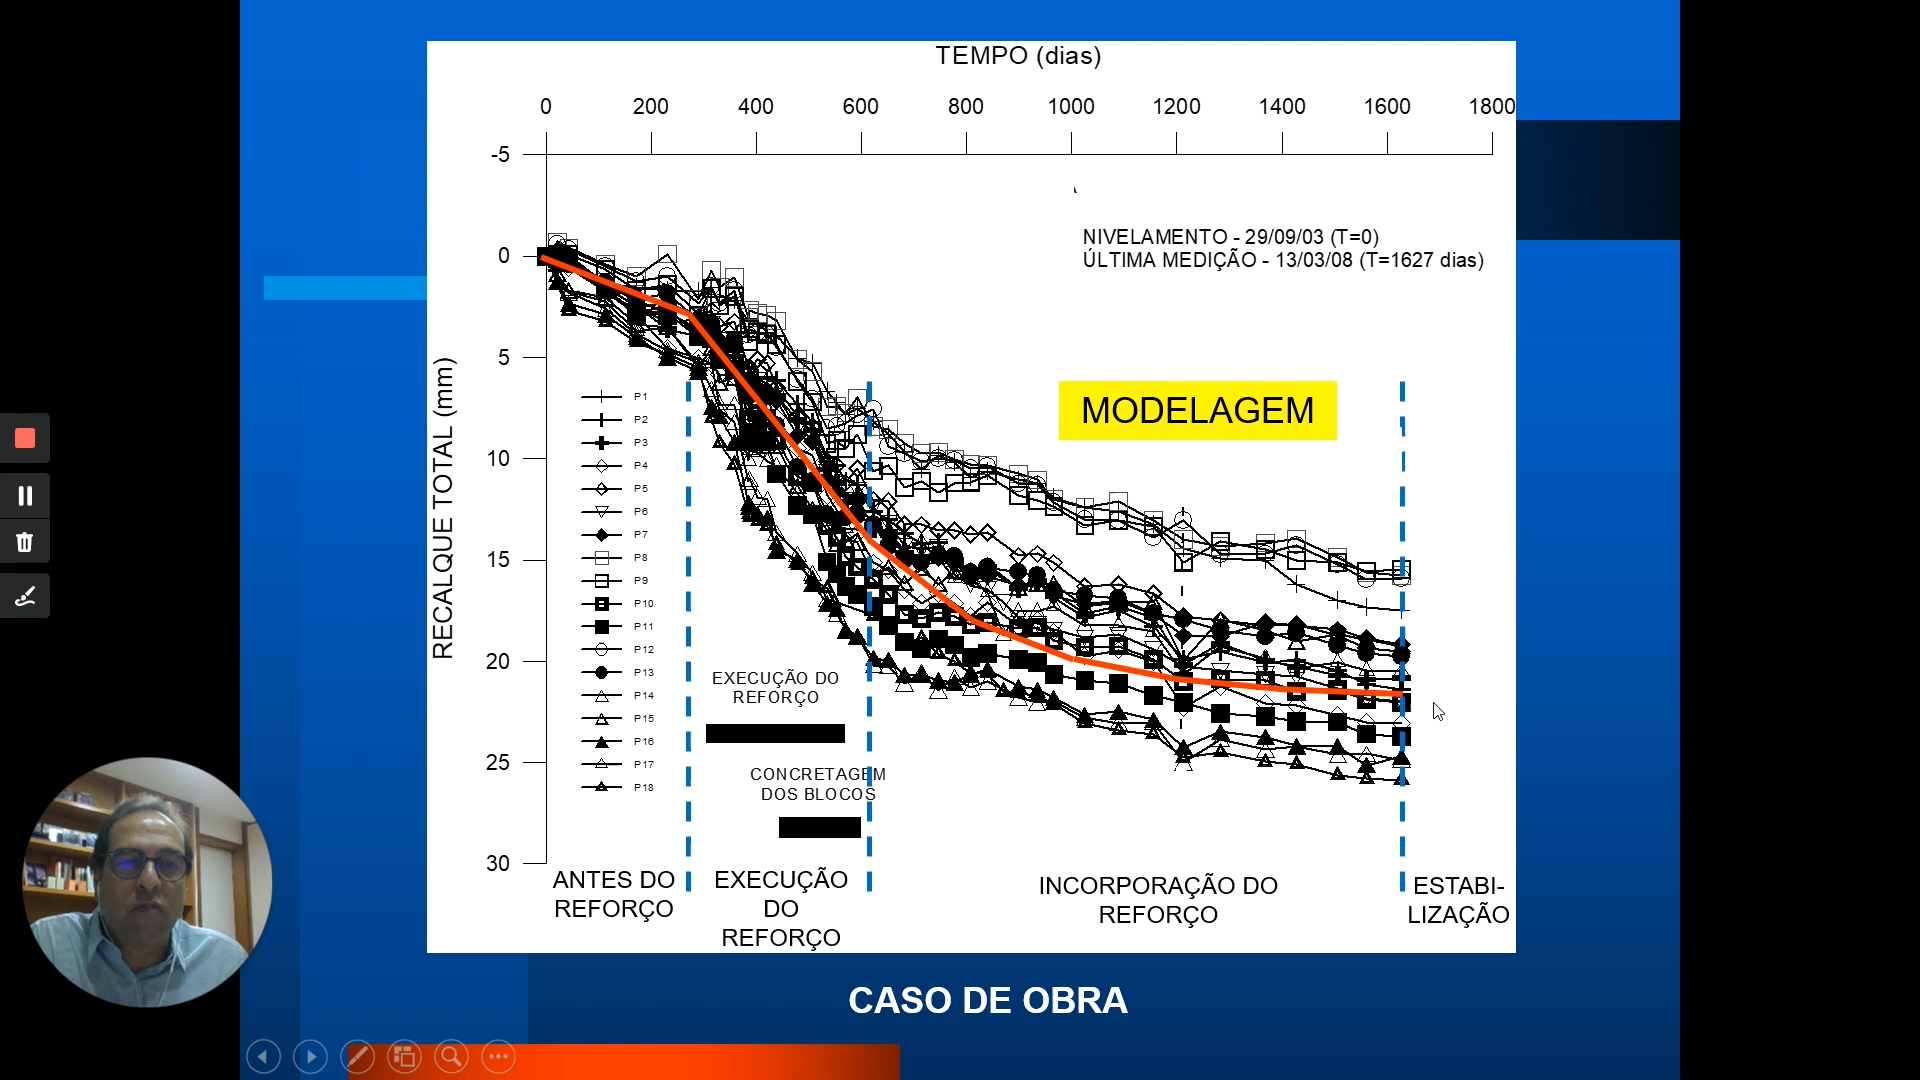 TEMPO (dias)
0 200 400 600 800 1000 1200 1400 1600 1800
-5
0
5
10
15
20
25
30
RECALQUE TOTAL (mm)
NIVELAMENTO - 29/09/03 (T=0)
ÚLTIMA MEDIÇÃO - 13/03/08 (T=1627 dias)
MODELAGEM
P1
P2
P3
P4
P5
P6
P7
P8
P9
P10
P11
P12
P13
P14
P15
P16
P17
P18
EXECUÇÃO DO
REFORÇO
CONCRETAGEM
DOS BLOCOS
ANTES DO
REFORÇO
EXECUÇÃO
DO
REFORÇO
INCORPORAÇÃO DO
REFORÇO
ESTABI-
LIZAÇÃO
CASO DE OBRA